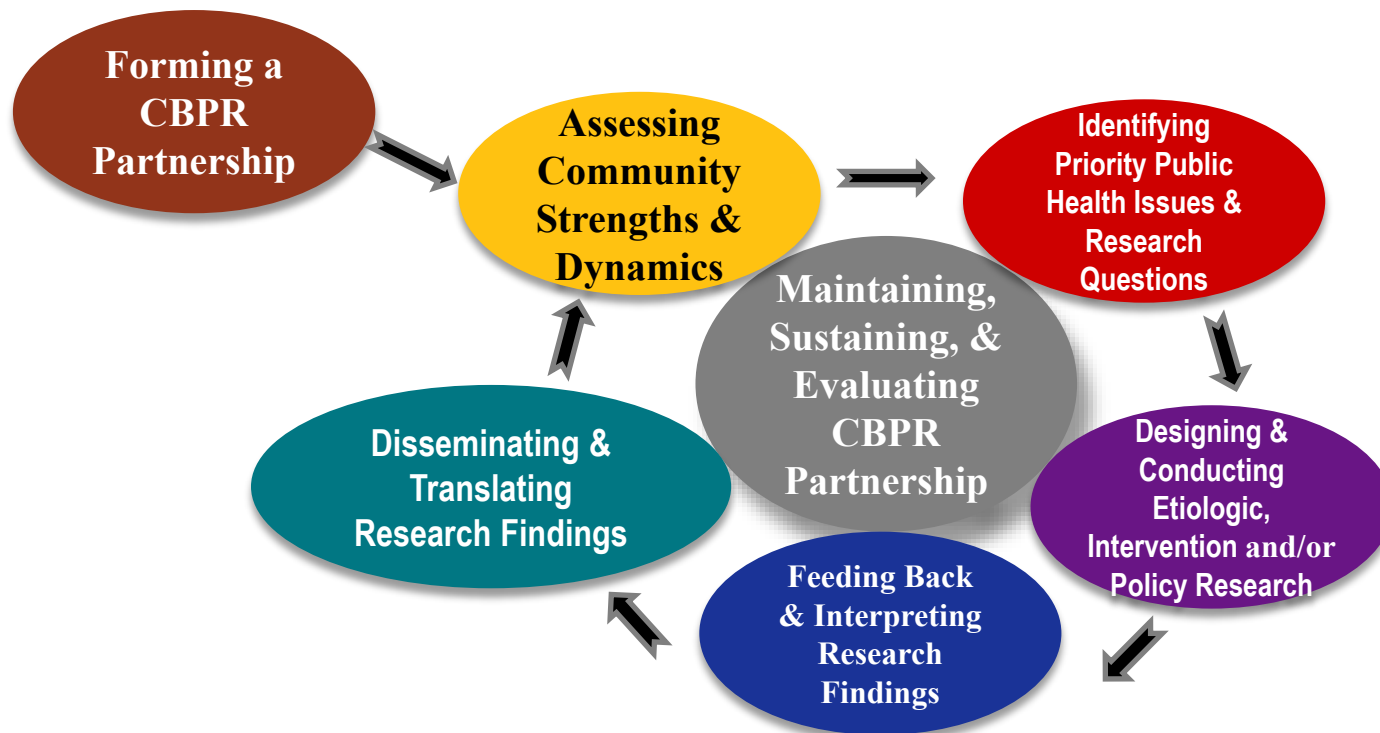 Forming a
CBPR
Partnership
Assessing
Community
Strengths &
Dynamics
Identifying
Priority Public
Health Issues &
Research
Questions
Maintaining,
Sustaining, &
Evaluating
CBPR
Partnership
Designing &
Conducting
Etiologic,
Intervention and/or
Policy Research
Feeding Back
& Interpreting
Research
Findings
Disseminating &
Translating
Research Findings